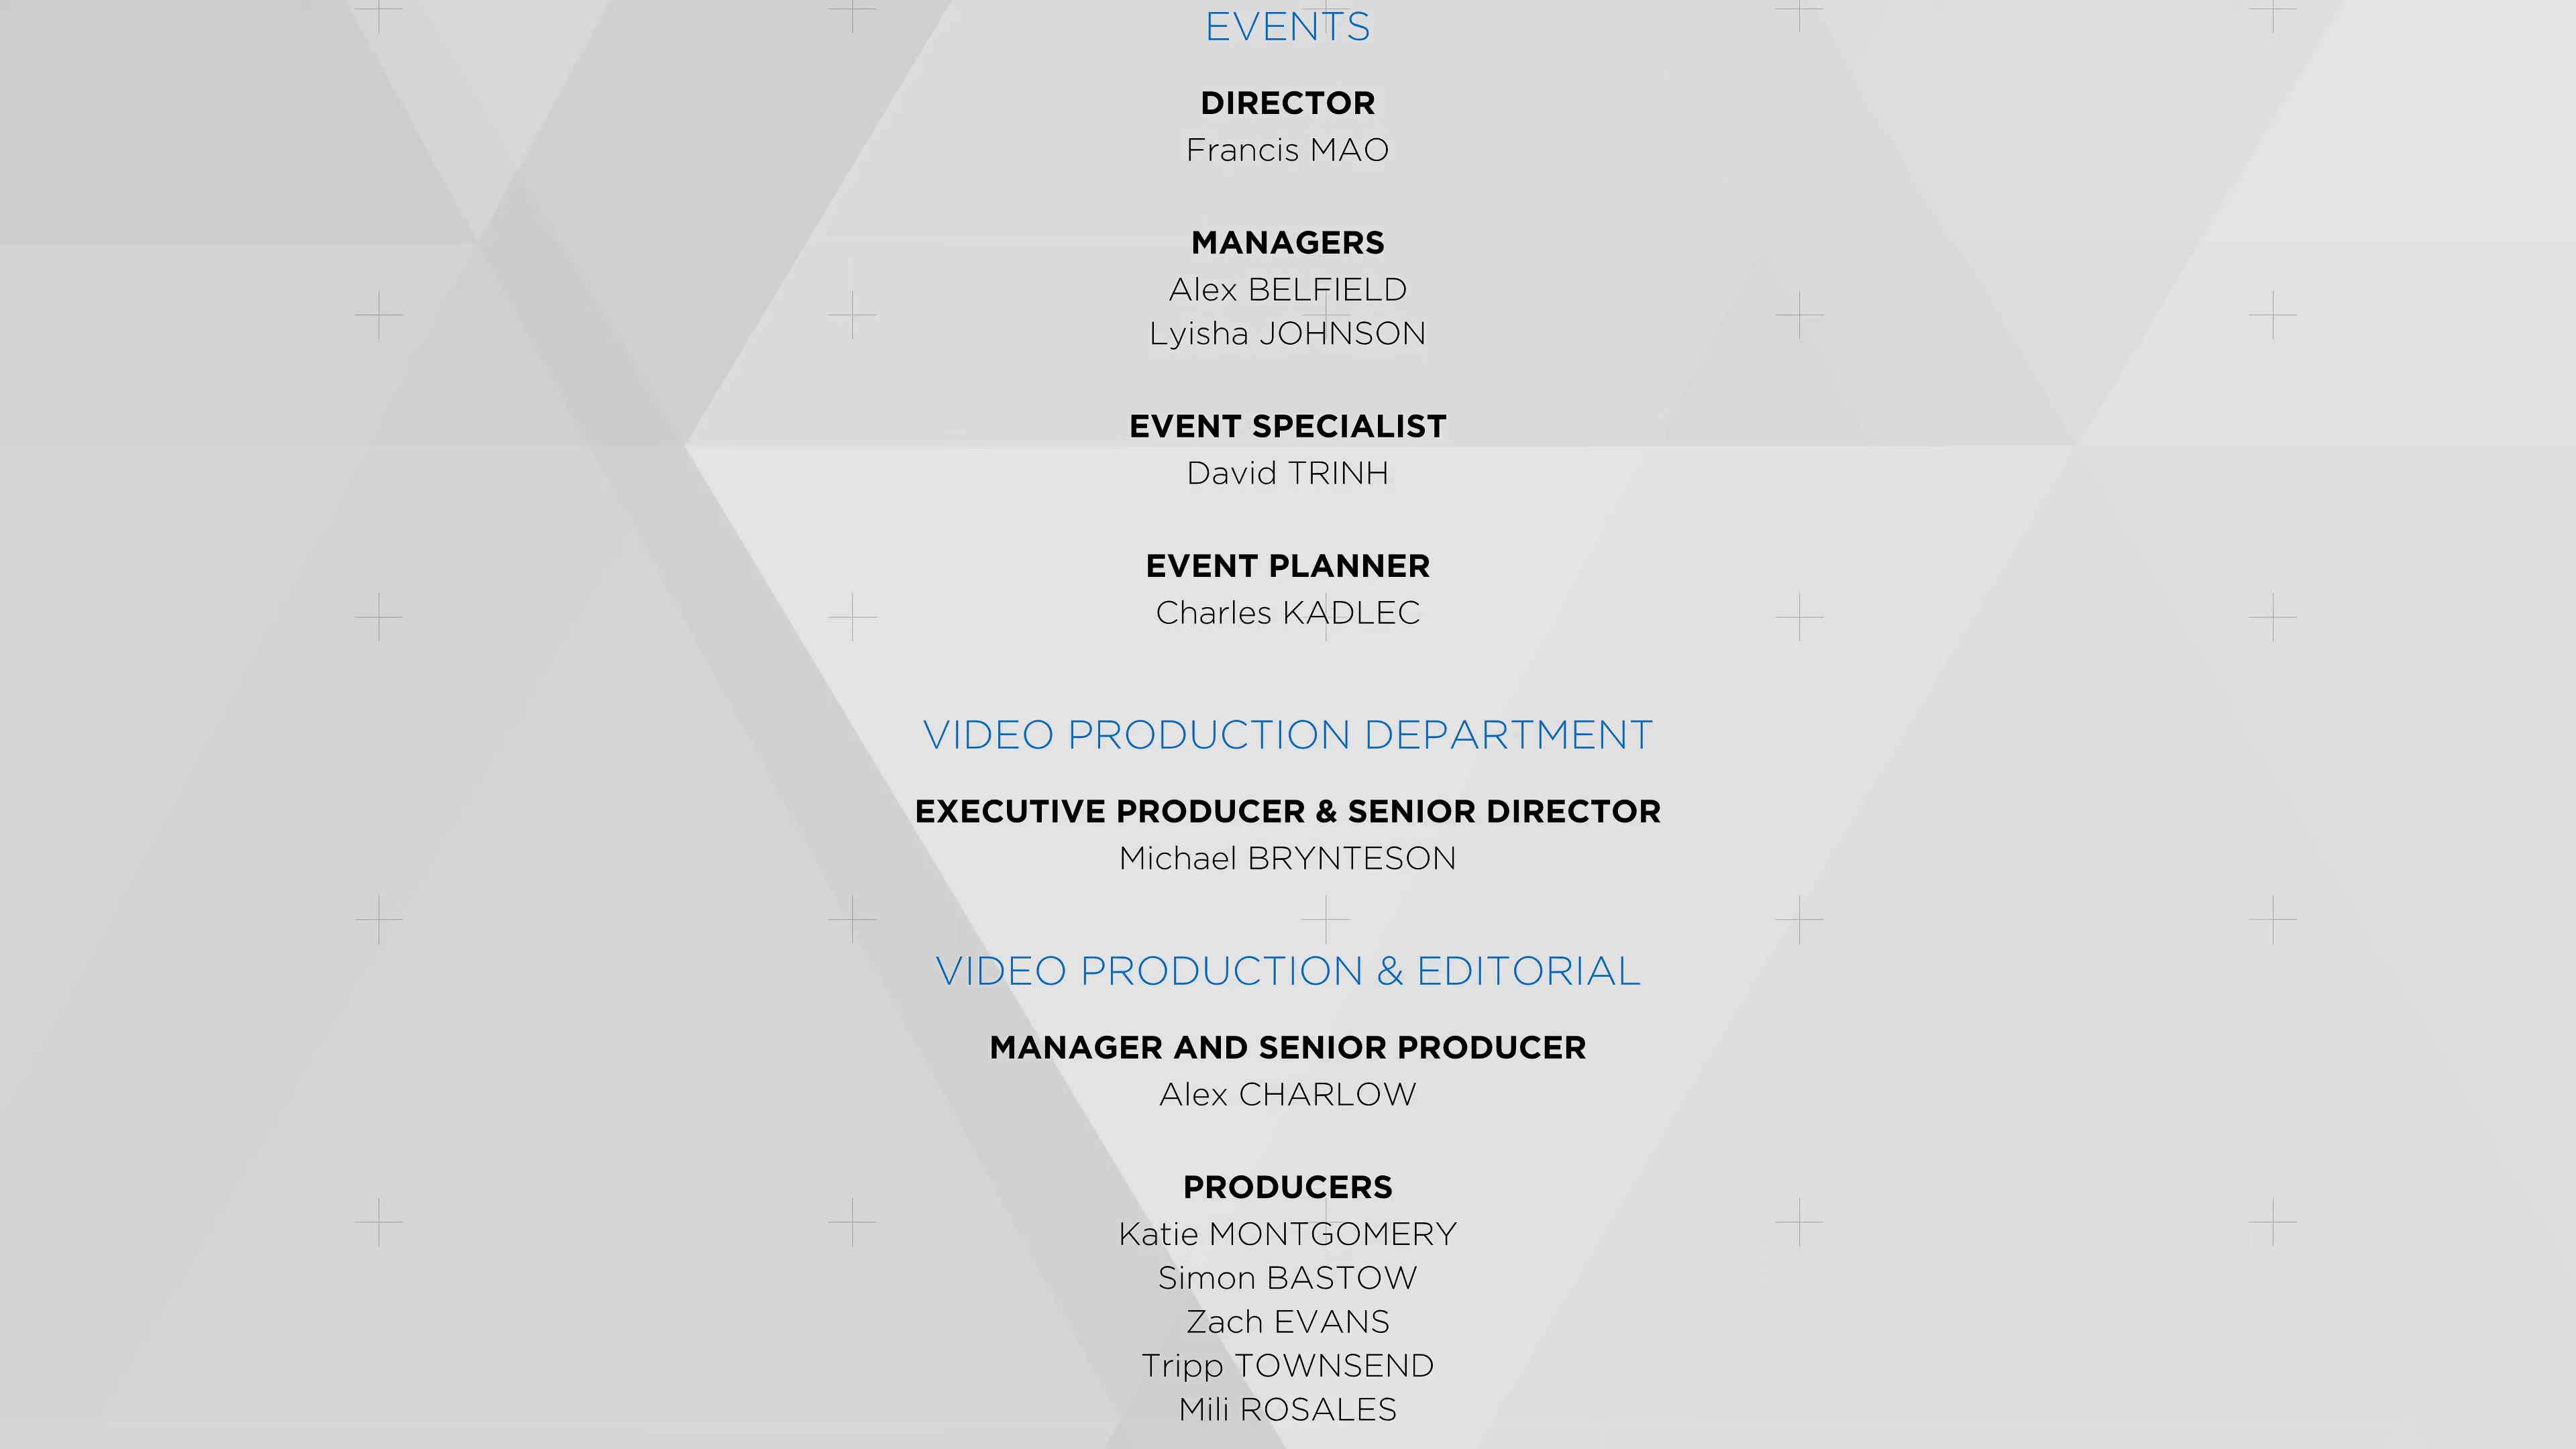 EVENTS
DIRECTOR
Francis MAO
MANAGERS
Alex BELFIELD
Lyisha JOHNSON
EVENT SPECIALIST
David TRINH
EVENT PLANNER
Charles KADLEC
VIDEO PRODUCTION DEPARTMENT
EXECUTIVE PRODUCER & SENIOR DIRECTOR
Michael BRYNTESON
VIDEO PRODUCTION & EDITORIAL
MANAGER AND SENIOR PRODUCER
Alex CHARLOW
PRODUCERS
Katie MONTGOMERY
Simon BASTOW
Zach EVANS
Tripp TOWNSEND
Mili ROSALES